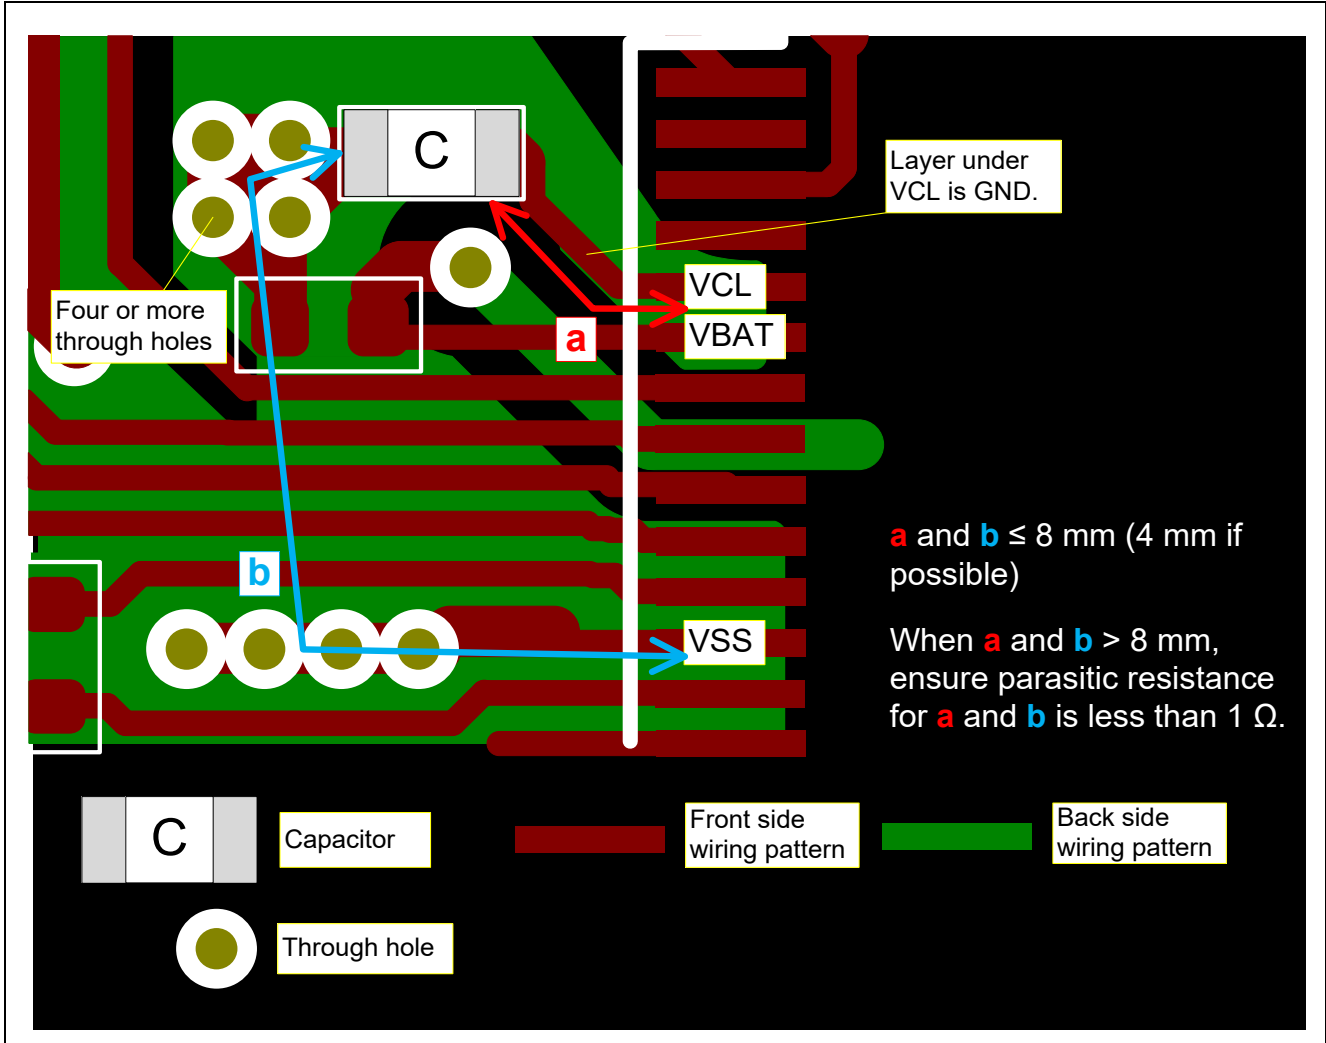 C
Layer under
VCL is GND.
VCL
Four or more
through holes
a
VBAT
a and b ≤ 8 mm (4 mm if
possible)
b
VSS
When a and b > 8 mm,
ensure parasitic resistance
for a and b is less than 1 Ω.
C
Capacitor
Front side
wiring pattern
Back side
wiring pattern
Through hole